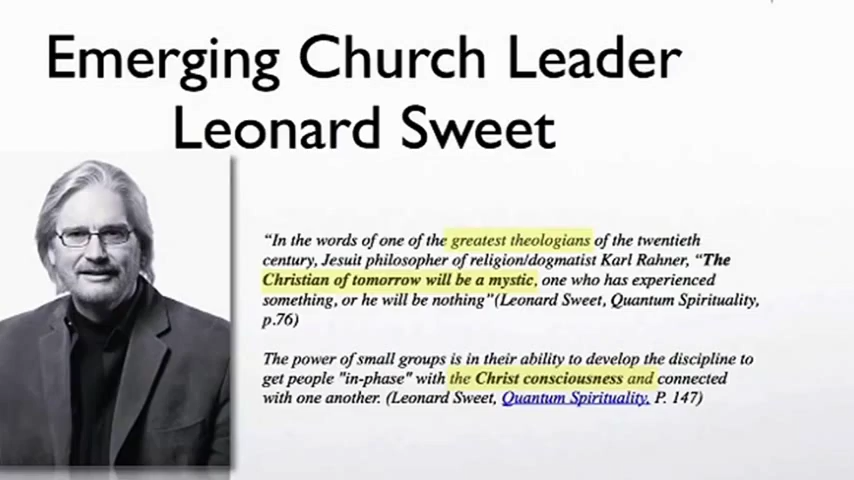 Emerging Church Leader
Leonard Sweet
“In the words of one of the greatest theologians of the twentieth
century, Jesuit philosopher of religion/dogmatist Karl Rahner, “The
Christian of tomorrow will be a mystic, one who has experienced
something, or he will be nothing”(Leonard Sweet, Quantum Spirituality,
p.76)
The power of small groups is in their ability to develop the discipline to
get people "in-phase" with the Christ consciousness and connected
with one another. (Leonard Sweet, Quantum Spirituality, P. 147)